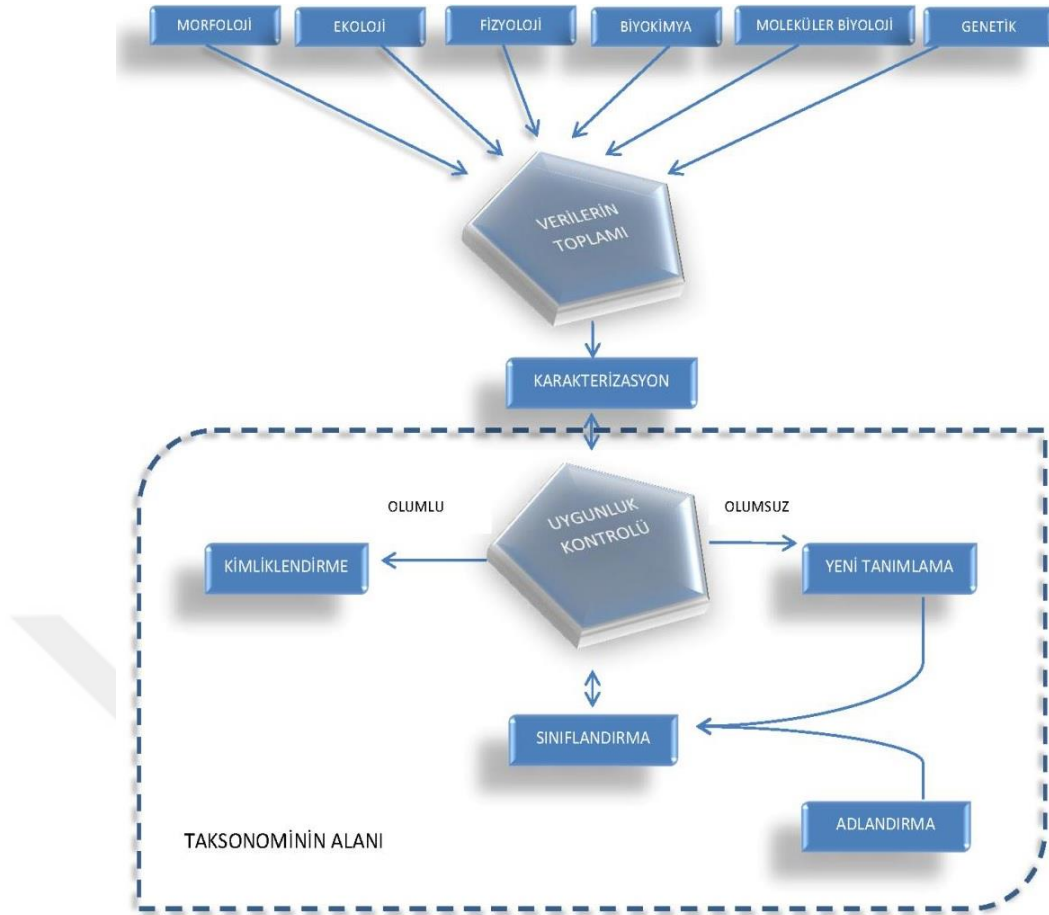 MORFOLOJİ
EKOLOJİ
FİZYOLOJİ
BİYOKİMYA
MOLEKÜLER BİYOLOJİ
GENETİK
VERİLERİN
TOPLAMI
KARAKTERİZASYON
UYGUNLUK
KONTROLÜ
OLUMLU
OLUMSUZ
KİMLİKLENDİRME
YENİ TANIMLAMA
SINIFLANDIRMA
ADLANDIRMA
TAKSONOMİNİN ALANI